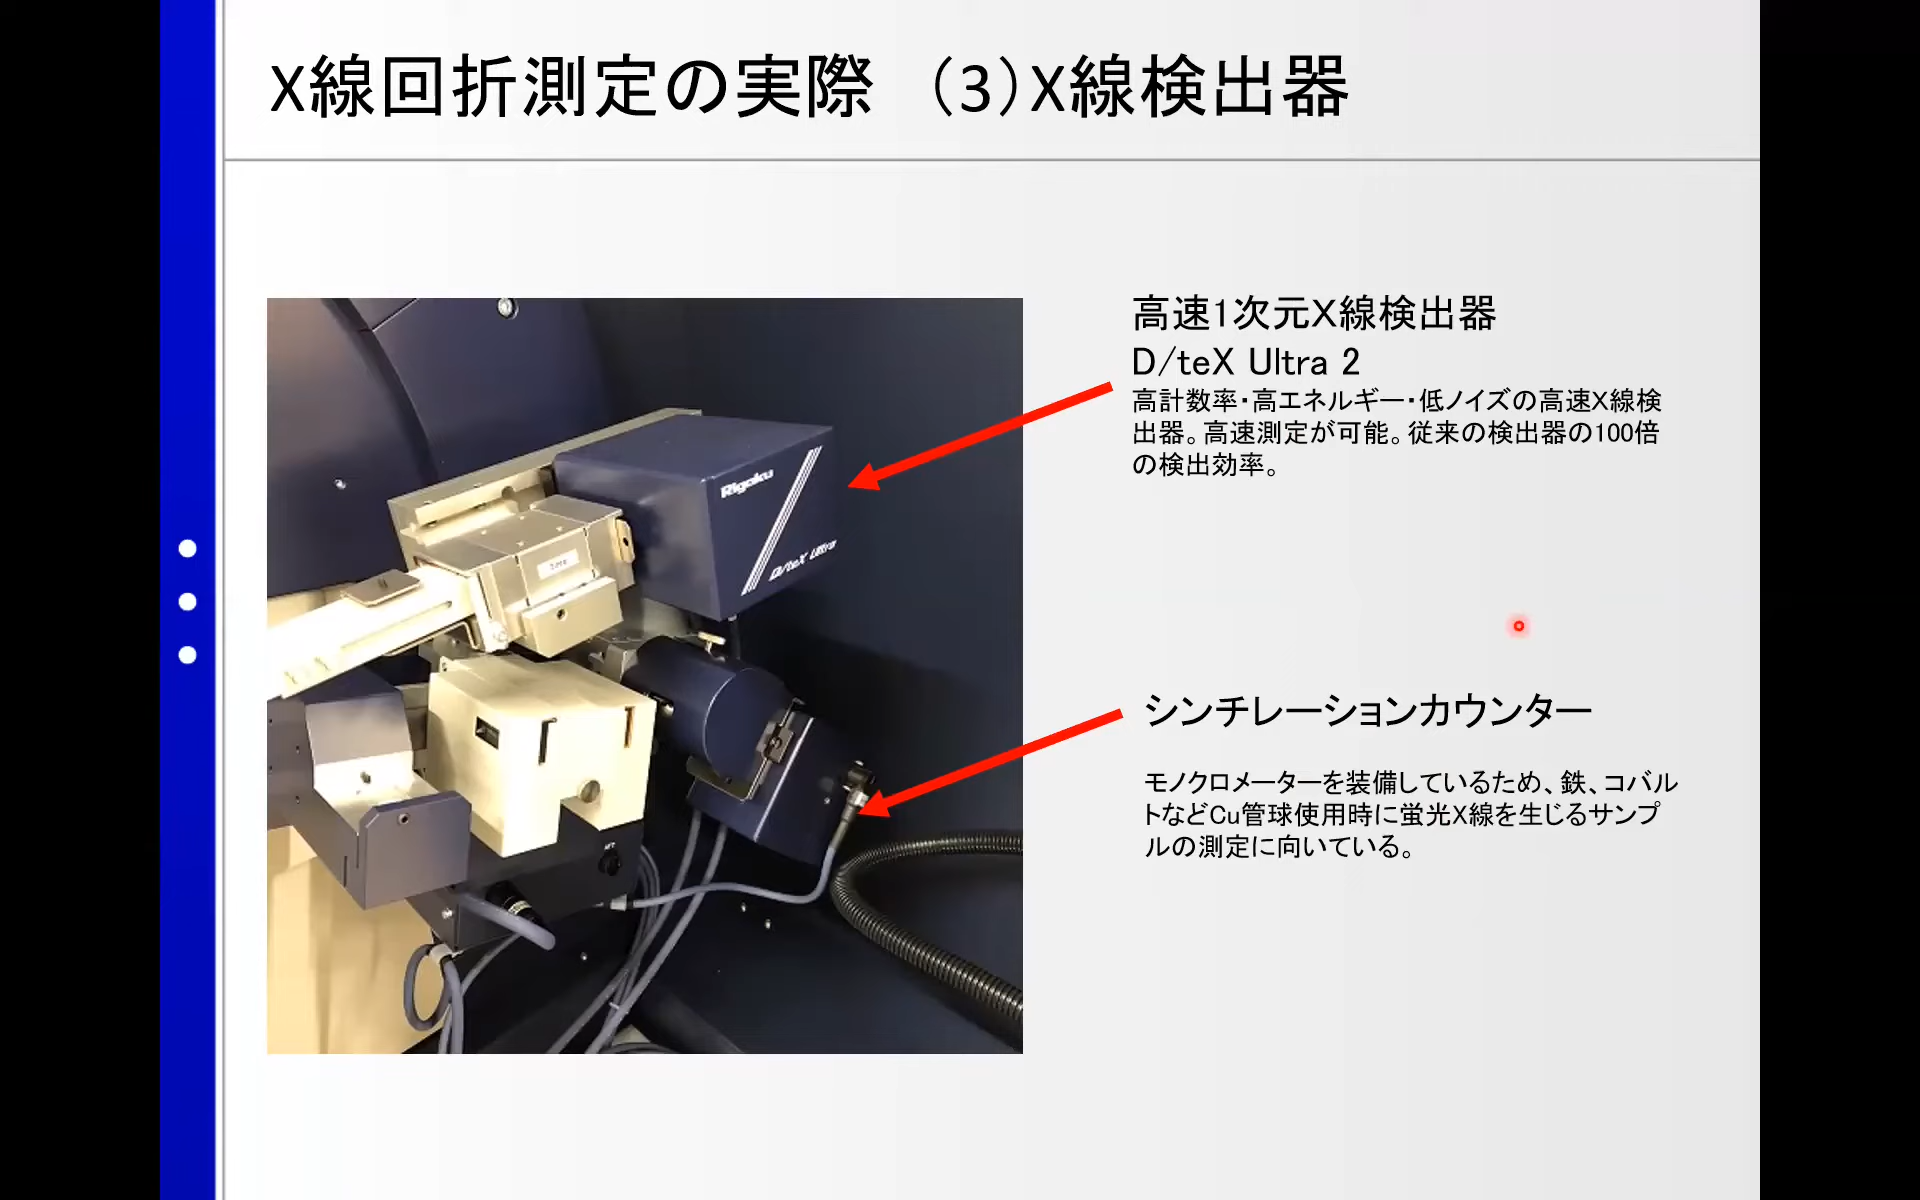 X線回折測定の実際 (3)X線検出器
高速1次元X線検出器
D/teX Ultra 2
高計数率・高エネルギー・低ノイズの高速X線検
出器。高速測定が可能。従来の検出器の100倍
の検出効率。
Rigaku
D/teX Ultra
シンチレーションカウンター
モノクロメーターを装備しているため、鉄、コバル
トなどCu管球使用時に蛍光X線を生じるサンプ
ルの測定に向いている。